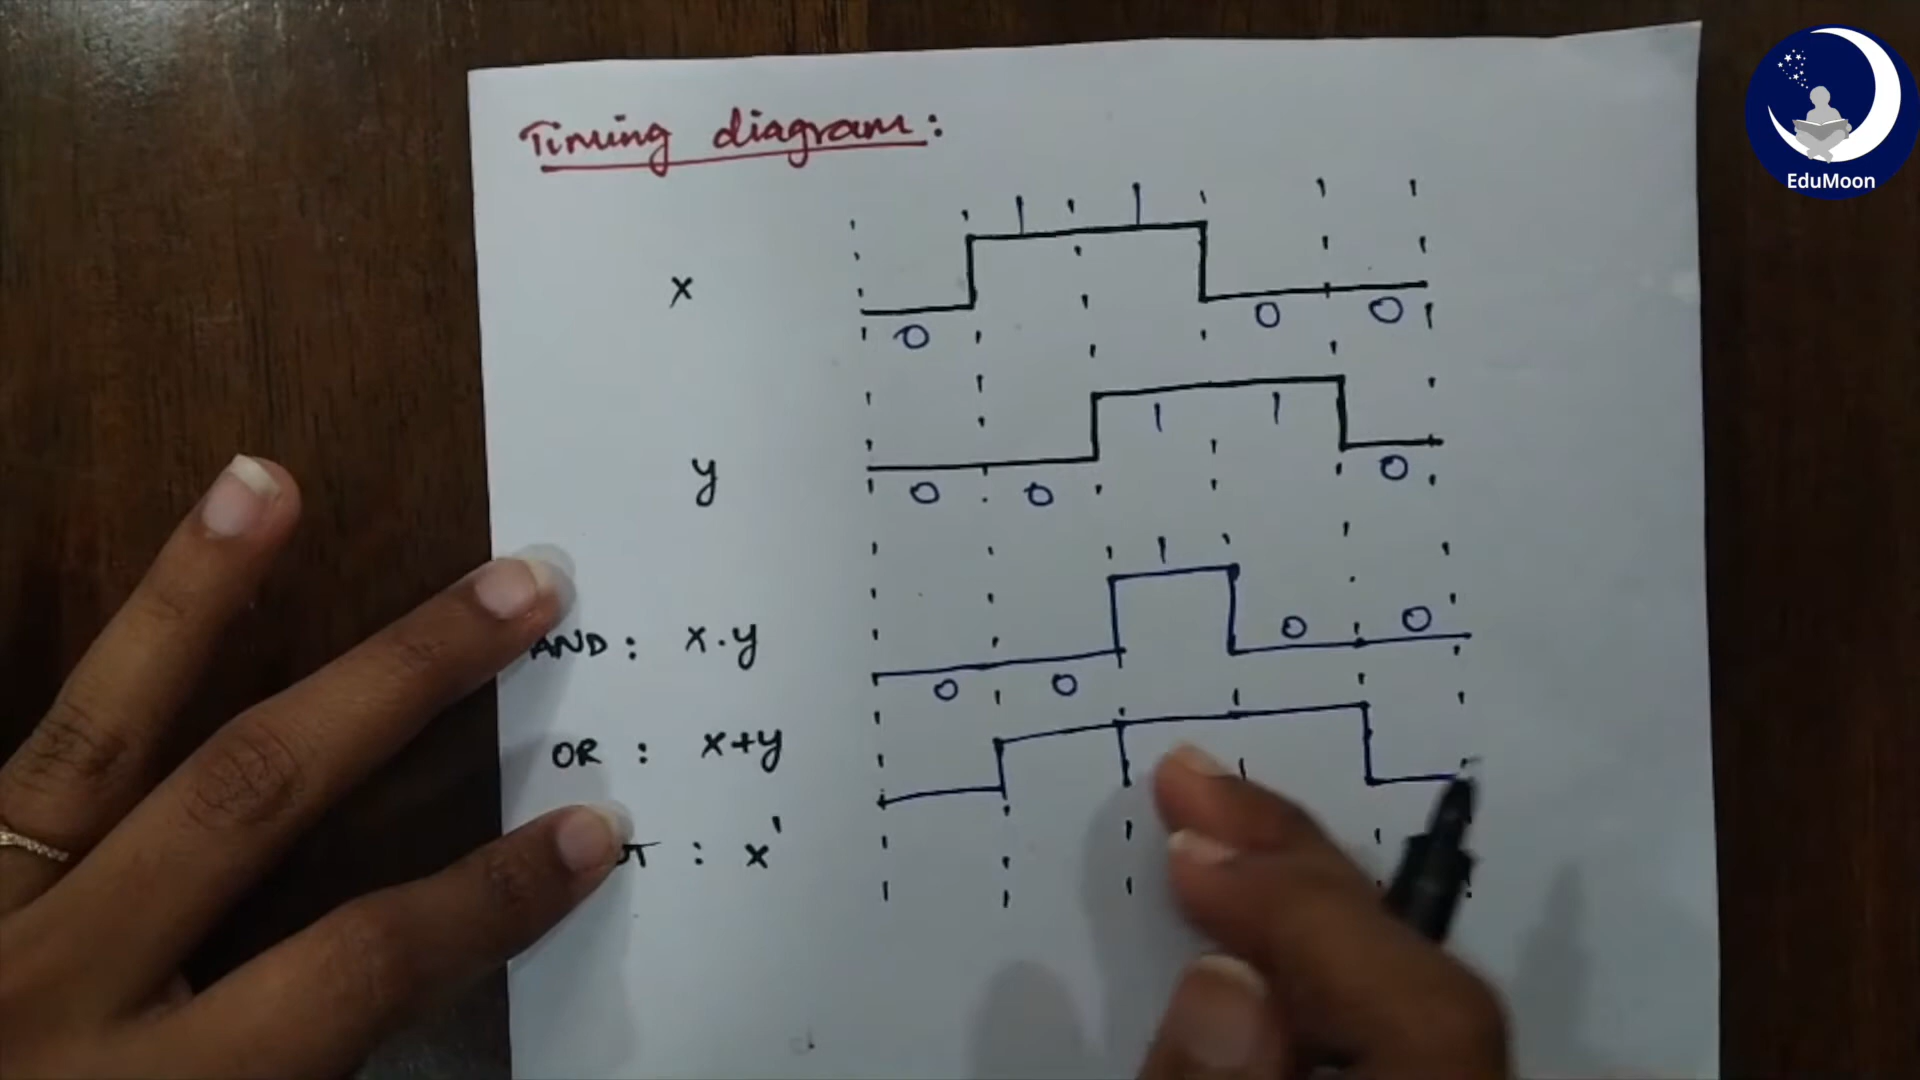 Timing diagram:
EduMoon
1 1
x
0 0 0
1 1
y
0 0 0
1
AND : x.y
0 0 0 0
OR : x+y
1
: x'